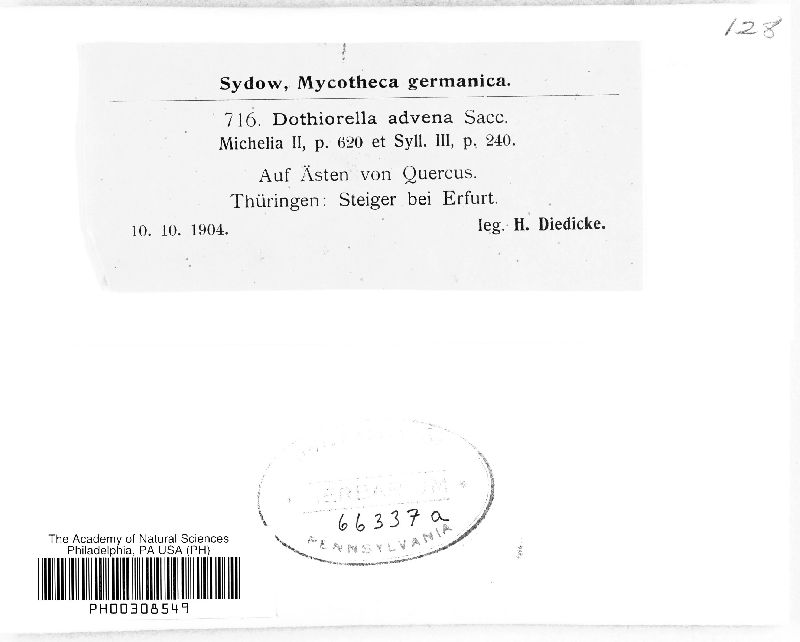 128
Sydow, Mycotheca germanica.
716. Dothiorella advena Sacc.
Michelia II, p. 620 et Syll. III, p. 240.
Auf Ästen von Quercus.
Thüringen: Steiger bei Erfurt.
10. 10. 1904.
leg. H. Diedicke.
HERBARIUM
66337a
PENNSYLVANIA
The Academy of Natural Sciences
Philadelphia, PA USA (PH)
PH00308549